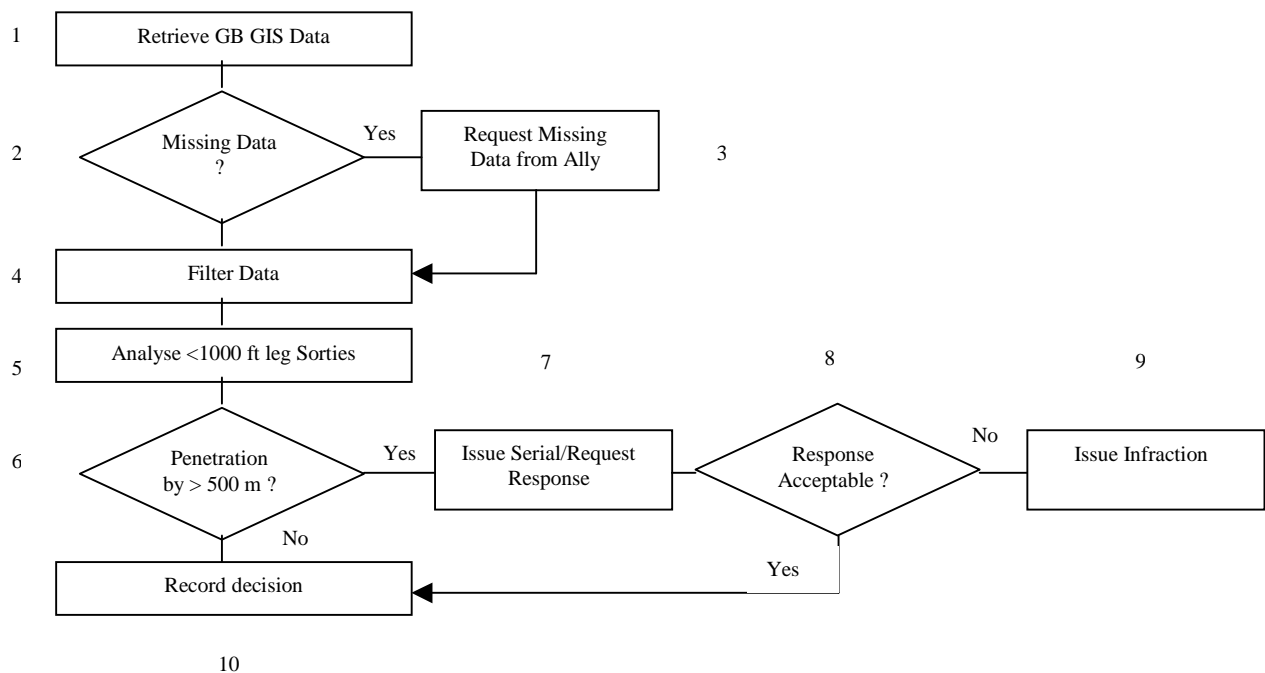 1
Retrieve GB GIS Data
2
Missing Data
?
Yes
Request Missing
Data from Ally
3
4
Filter Data
5
Analyse <1000 ft leg Sorties
7
8
9
6
Penetration
by > 500 m ?
Yes
Issue Serial/Request
Response
Response
Acceptable ?
No
Issue Infraction
No
Yes
Record decision
10